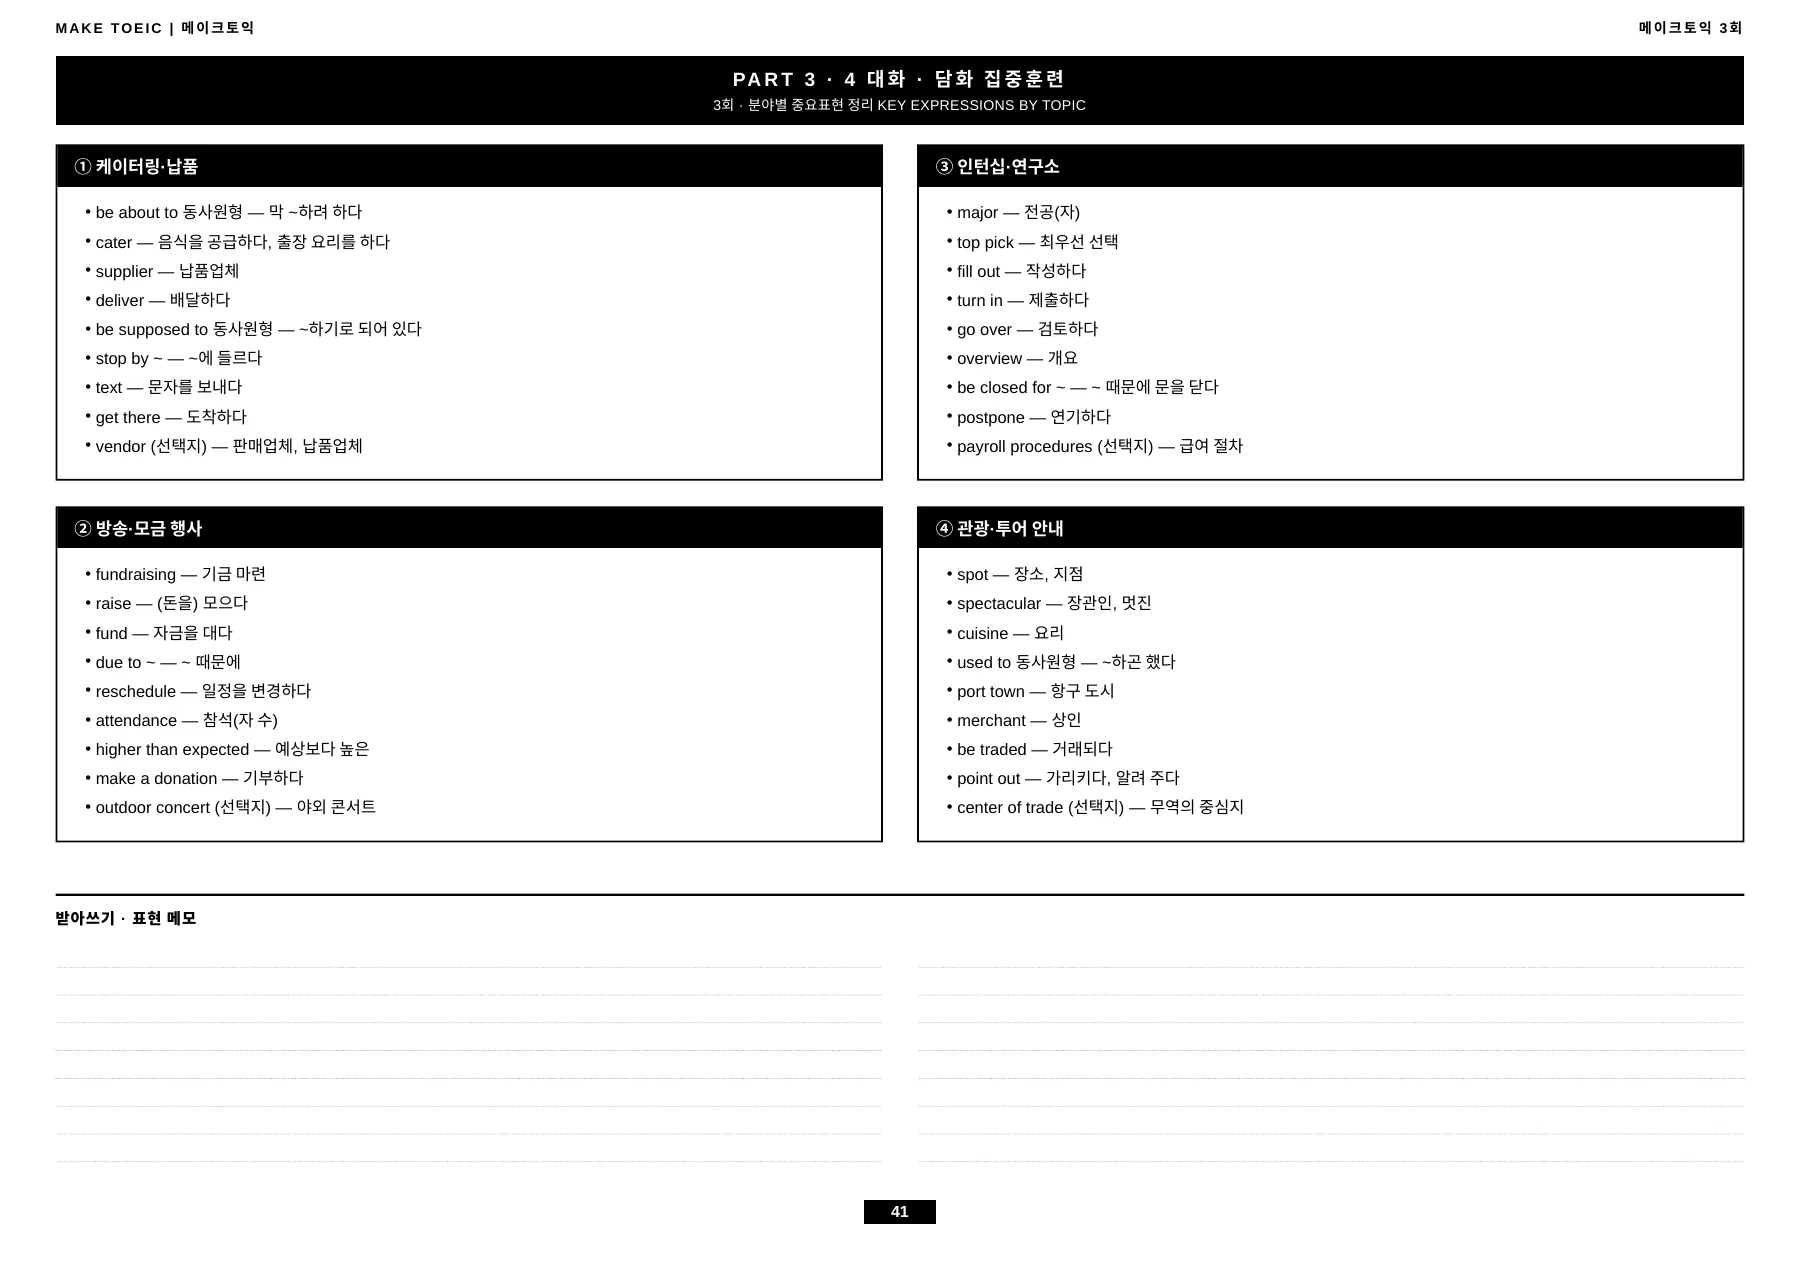 MAKE TOEIC | 메이크토익
메이크토익 3회
PART 3 · 4 대화 · 담화 집중훈련
3회 · 분야별 중요표현 정리 KEY EXPRESSIONS BY TOPIC
① 케이터링·납품
• be about to 동사원형 — 막 ~하려 하다
• cater — 음식을 공급하다, 출장 요리를 하다
• supplier — 납품업체
• deliver — 배달하다
• be supposed to 동사원형 — ~하기로 되어 있다
• stop by ~ — ~에 들르다
• text — 문자를 보내다
• get there — 도착하다
• vendor (선택지) — 판매업체, 납품업체
② 방송·모금 행사
• fundraising — 기금 마련
• raise — (돈을) 모으다
• fund — 자금을 대다
• due to ~ — ~ 때문에
• reschedule — 일정을 변경하다
• attendance — 참석(자 수)
• higher than expected — 예상보다 높은
• make a donation — 기부하다
• outdoor concert (선택지) — 야외 콘서트
③ 인턴십·연구소
• major — 전공(자)
• top pick — 최우선 선택
• fill out — 작성하다
• turn in — 제출하다
• go over — 검토하다
• overview — 개요
• be closed for ~ — ~ 때문에 문을 닫다
• postpone — 연기하다
• payroll procedures (선택지) — 급여 절차
④ 관광·투어 안내
• spot — 장소, 지점
• spectacular — 장관인, 멋진
• cuisine — 요리
• used to 동사원형 — ~하곤 했다
• port town — 항구 도시
• merchant — 상인
• be traded — 거래되다
• point out — 가리키다, 알려 주다
• center of trade (선택지) — 무역의 중심지
받아쓰기 · 표현 메모
41